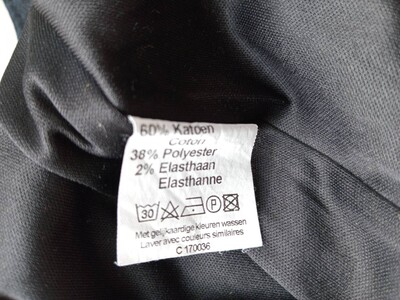 60% Katoen
Coton
38% Polyester
2% Elasthaan
Elasthanne
30 P
Met gelijkaardige kleuren wassen
Laver avec couleurs similaires
C 170036